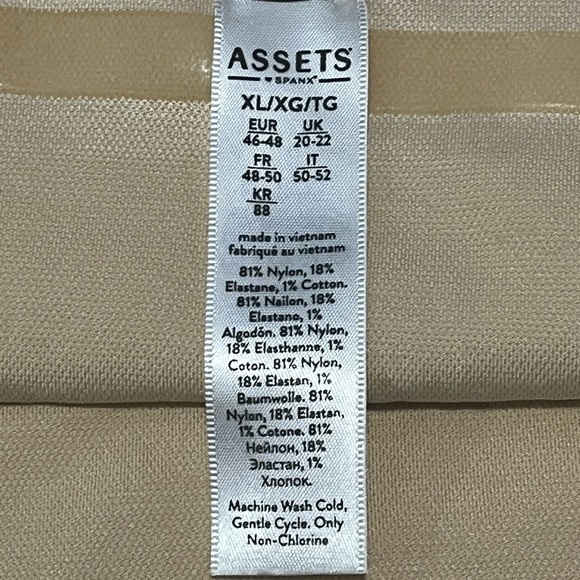 ASSETS
♥SPANX®
XL/XG/TG
EUR UK
46-48 20-22
FR IT
48-50 50-52
KR
88
made in vietnam
fabriqué au vietnam
81% Nylon, 18%
Elastane, 1% Cotton.
81% Nailon, 18%
Elastano, 1%
Algodón. 81% Nylon,
18% Elasthanne, 1%
Coton. 81% Nylon,
18% Elastan, 1%
Baumwolle. 81%
Nylon, 18% Elastan,
1% Cotone. 81%
Нейлон, 18%
Эластан, 1%
Хлопок.
Machine Wash Cold,
Gentle Cycle. Only
Non-Chlorine